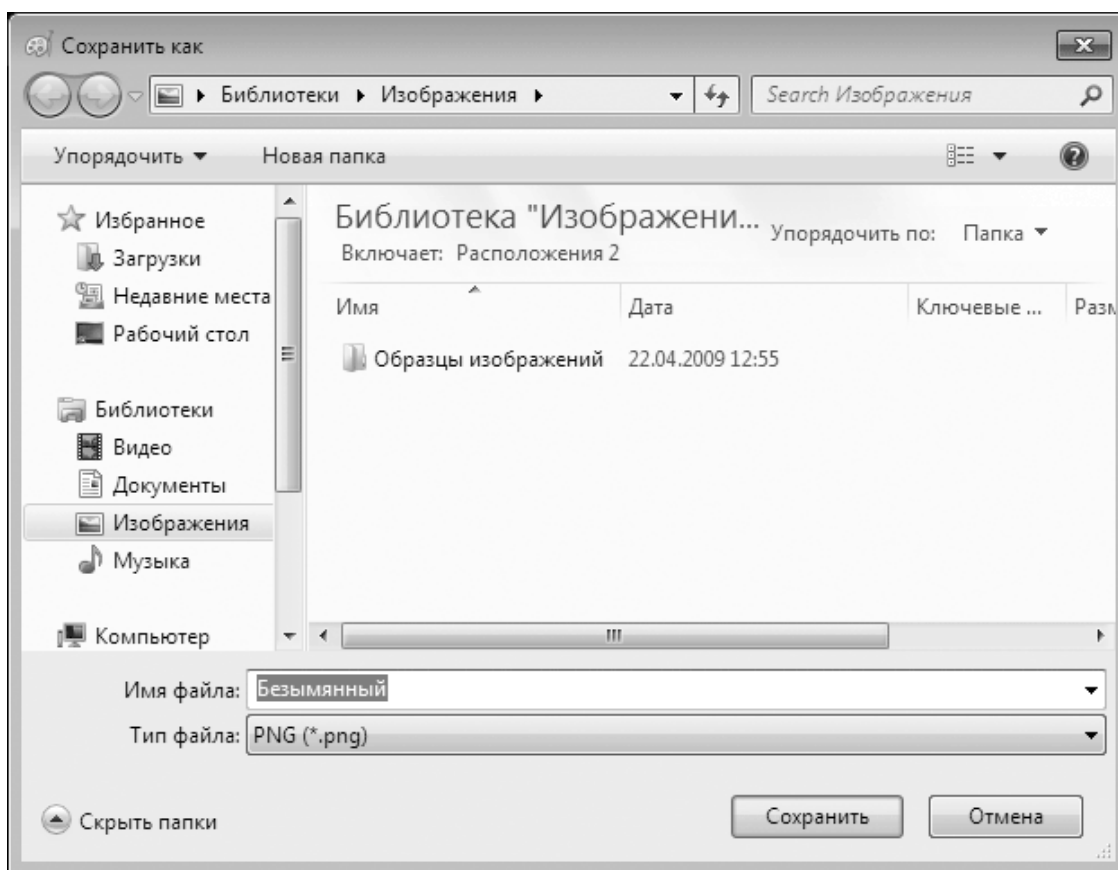 Сохранить как
Библиотеки Изображения
Search Изображения
Упорядочить Новая папка
Избранное
Загрузки
Недавние места
Рабочий стол
Библиотеки
Видео
Документы
Изображения
Музыка
Компьютер
Библиотека "Изображени...
Включает: Расположения 2
Упорядочить по: Папка
Имя Дата Ключевые ... Разм
Образцы изображений 22.04.2009 12:55
Имя файла: Безымянный
Тип файла: PNG (*.png)
Скрыть папки
Сохранить Отмена